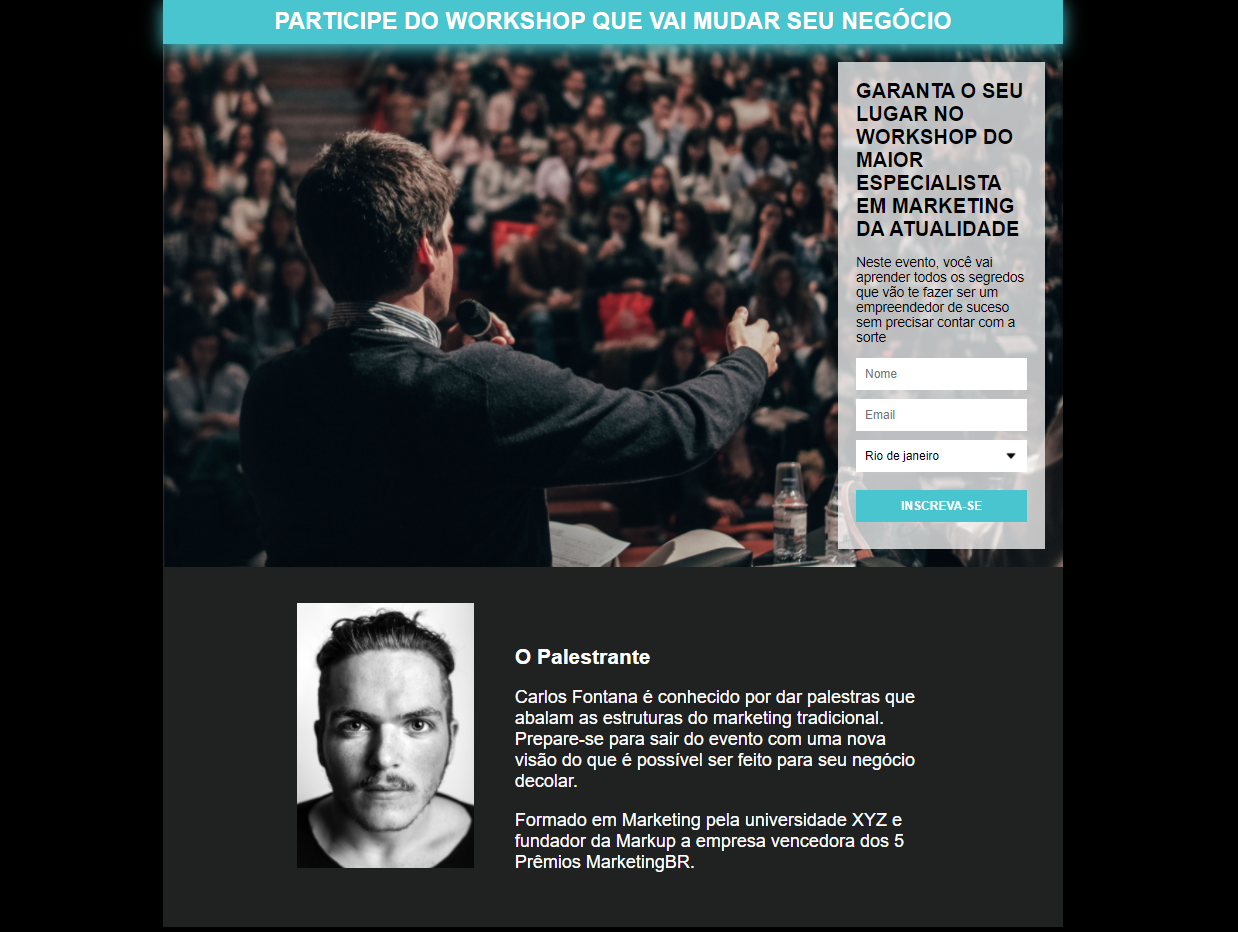 PARTICIPE DO WORKSHOP QUE VAI MUDAR SEU NEGÓCIO
GARANTA O SEU
LUGAR NO
WORKSHOP DO
MAIOR
ESPECIALISTA
EM MARKETING
DA ATUALIDADE
Neste evento, você vai
aprender todos os segredos
que vão te fazer ser um
empreendedor de suceso
sem precisar contar com a
sorte
Nome
Email
Rio de janeiro
INSCREVA-SE
O Palestrante
Carlos Fontana é conhecido por dar palestras que
abalam as estruturas do marketing tradicional.
Prepare-se para sair do evento com uma nova
visão do que é possível ser feito para seu negócio
decolar.
Formado em Marketing pela universidade XYZ e
fundador da Markup a empresa vencedora dos 5
Prêmios MarketingBR.